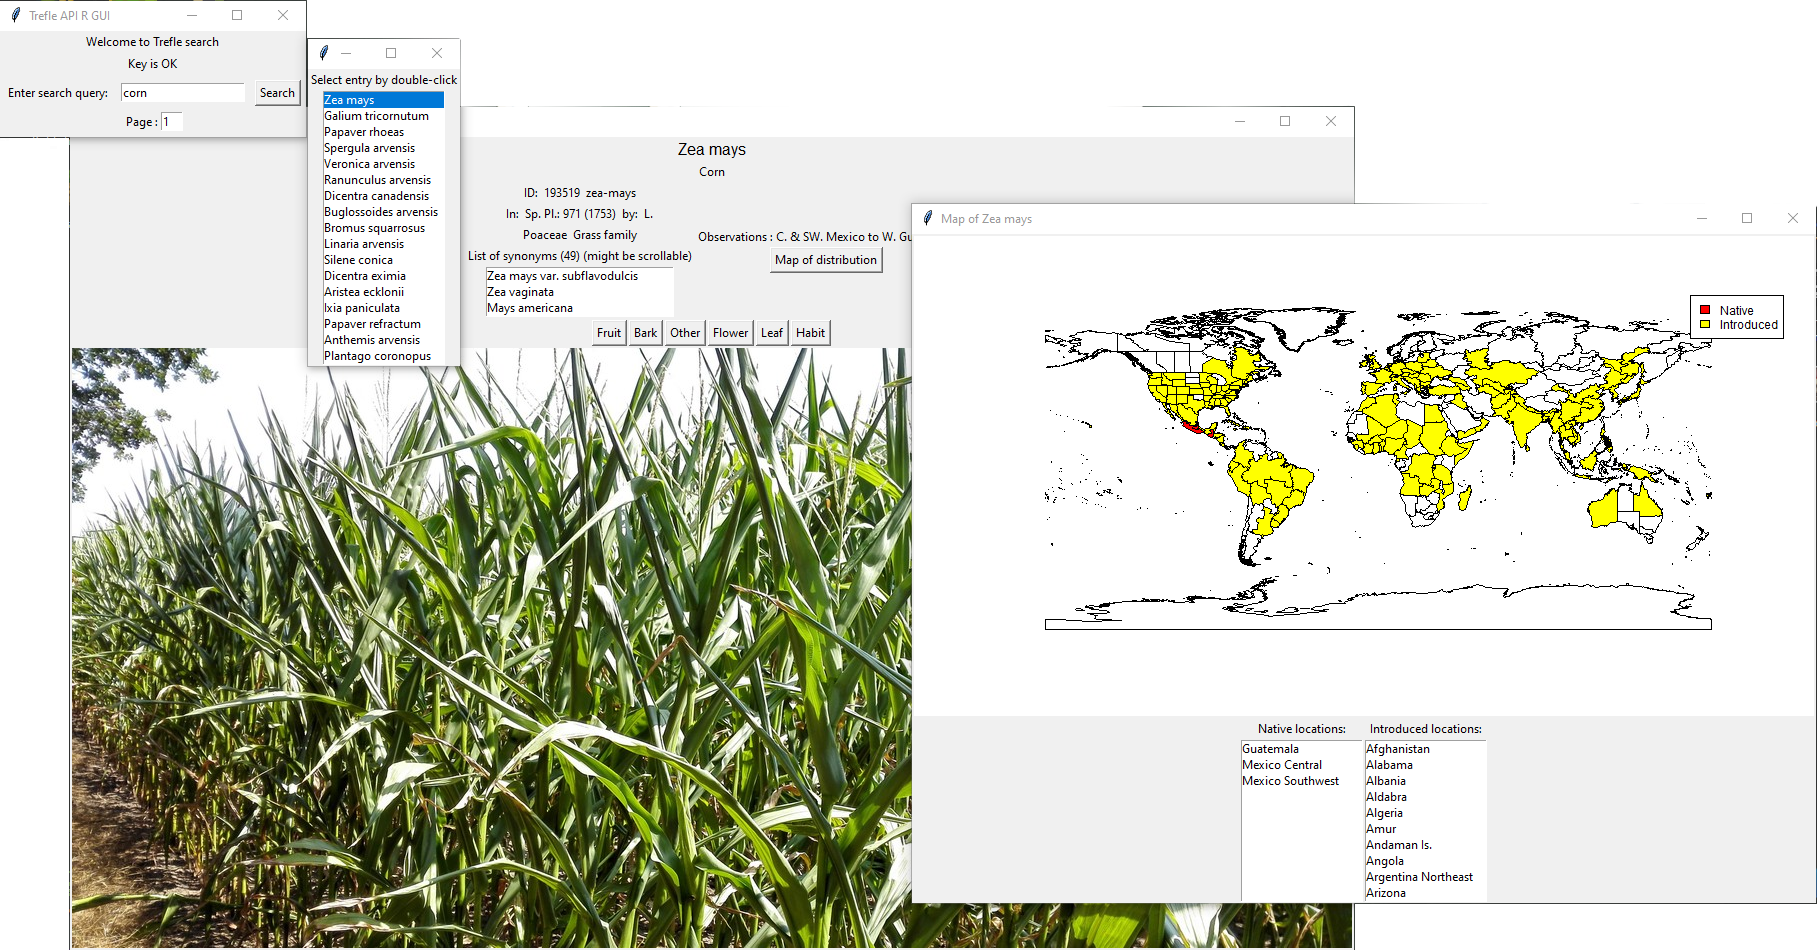 Trefle API R GUI
Welcome to Trefle search
Key is OK
Enter search query: corn Search
Page : 1
Select entry by double-click
Zea mays
Galium tricornutum
Papaver rhoeas
Spergula arvensis
Veronica arvensis
Ranunculus arvensis
Dicentra canadensis
Buglossoides arvensis
Bromus squarrosus
Linaria arvensis
Silene conica
Dicentra eximia
Aristea ecklonii
Ixia paniculata
Papaver refractum
Anthemis arvensis
Plantago coronopus
Zea mays
Corn
ID: 193519 zea-mays
In: Sp. Pl.: 971 (1753) by: L.
Poaceae Grass family
Observations : C. & SW. Mexico to W. Gu
List of synonyms (49) (might be scrollable)
Map of distribution
Zea mays var. subflavodulcis
Zea vaginata
Mays americana
Fruit Bark Other Flower Leaf Habit
Map of Zea mays
Native
Introduced
Native locations:
Guatemala
Mexico Central
Mexico Southwest
Introduced locations:
Afghanistan
Alabama
Albania
Aldabra
Algeria
Amur
Andaman Is.
Angola
Argentina Northeast
Arizona